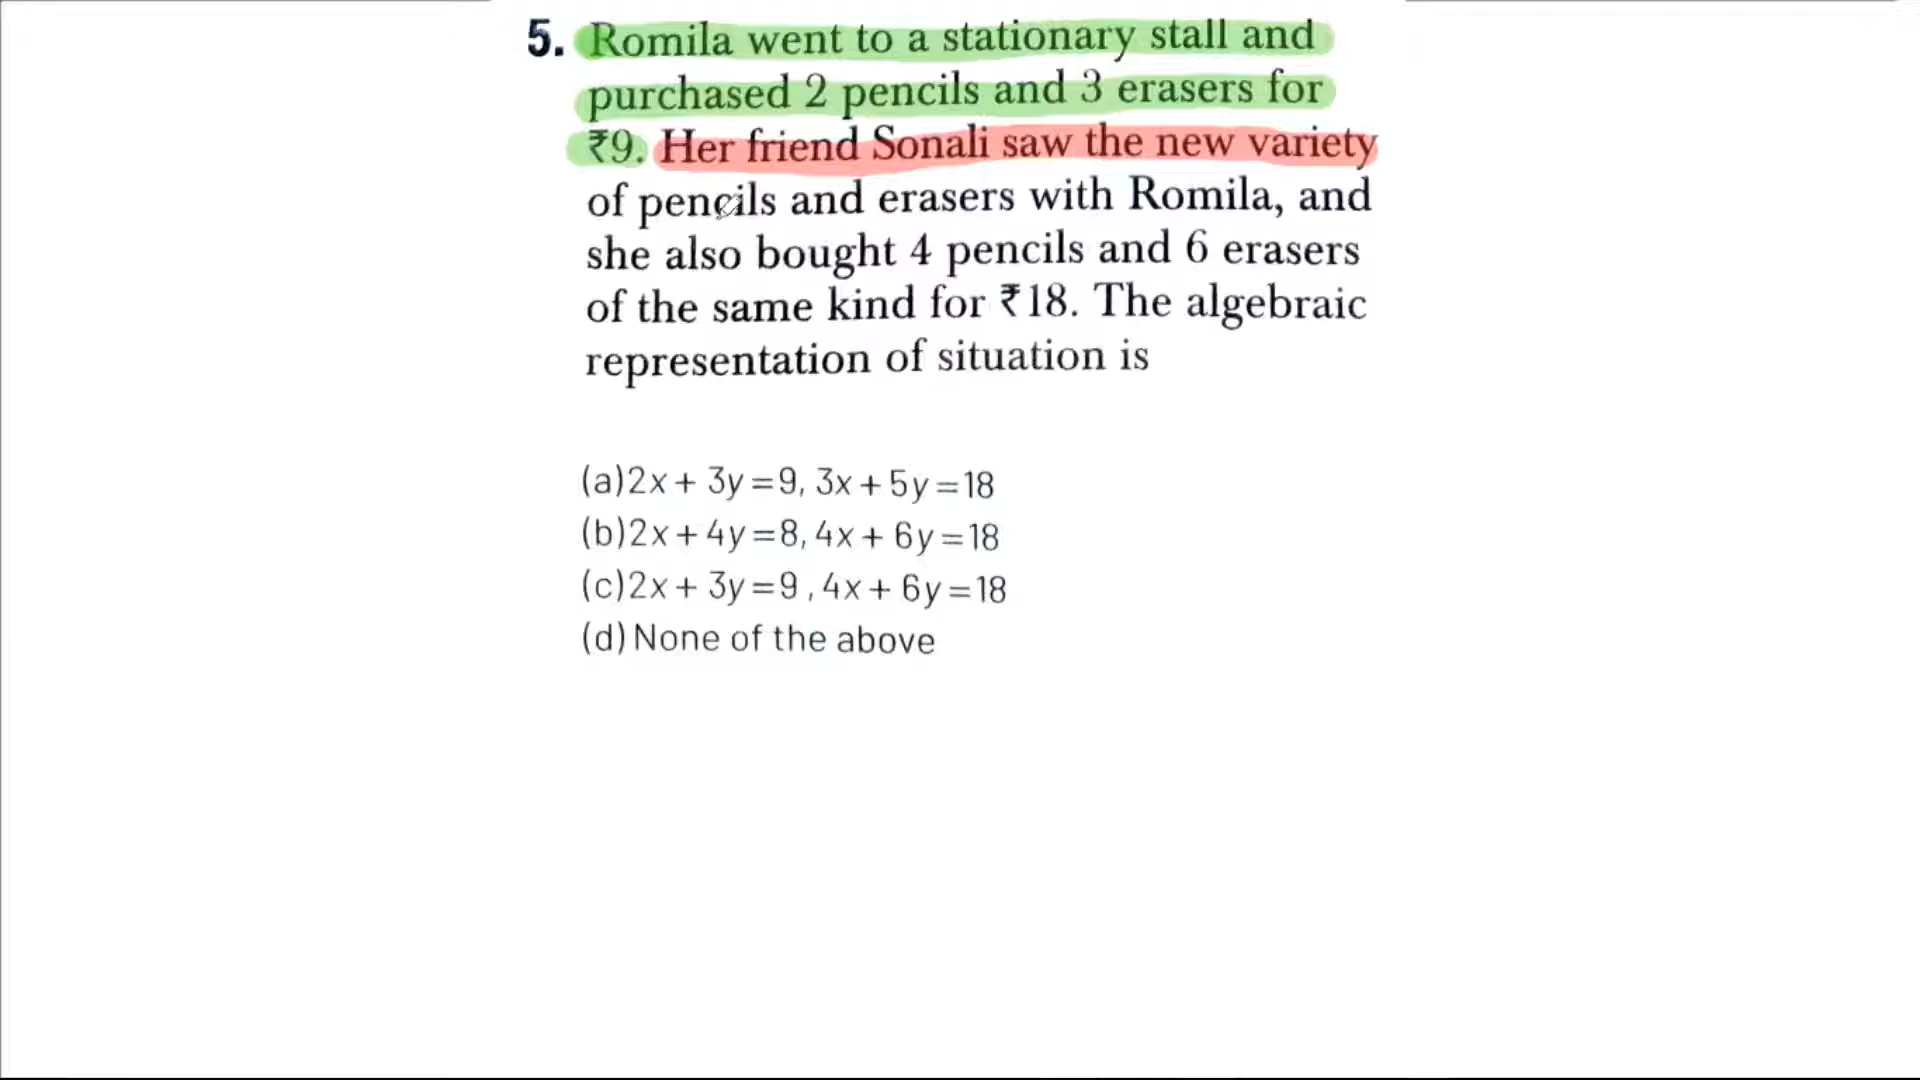 5. Romila went to a stationary stall and
purchased 2 pencils and 3 erasers for
₹9. Her friend Sonali saw the new variety
of pencils and erasers with Romila, and
she also bought 4 pencils and 6 erasers
of the same kind for ₹18. The algebraic
representation of situation is
(a)2x+ 3y=9, 3x+5y=18
(b)2x+ 4y=8, 4x+ 6y=18
(c)2x+ 3y=9, 4x+ 6y=18
(d) None of the above